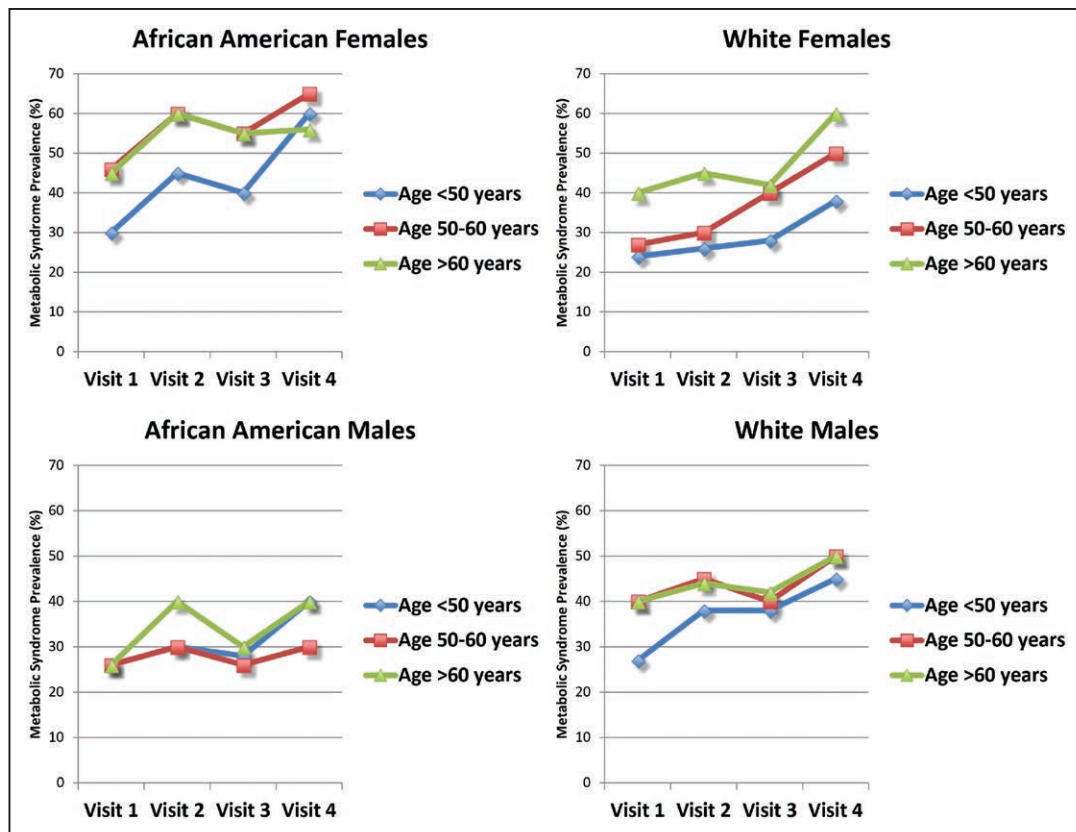 African American Females
Metabolic Syndrome Prevalence (%)
70
60
50
40
30
20
10
0
Visit 1 Visit 2 Visit 3 Visit 4
Age <50 years
Age 50-60 years
Age >60 years
White Females
Metabolic Syndrome Prevalence (%)
70
60
50
40
30
20
10
0
Visit 1 Visit 2 Visit 3 Visit 4
Age <50 years
Age 50-60 years
Age >60 years
African American Males
Metabolic Syndrome Prevalence (%)
70
60
50
40
30
20
10
0
Visit 1 Visit 2 Visit 3 Visit 4
Age <50 years
Age 50-60 years
Age >60 years
White Males
Metabolic Syndrome Prevalence (%)
70
60
50
40
30
20
10
0
Visit 1 Visit 2 Visit 3 Visit 4
Age <50 years
Age 50-60 years
Age >60 years